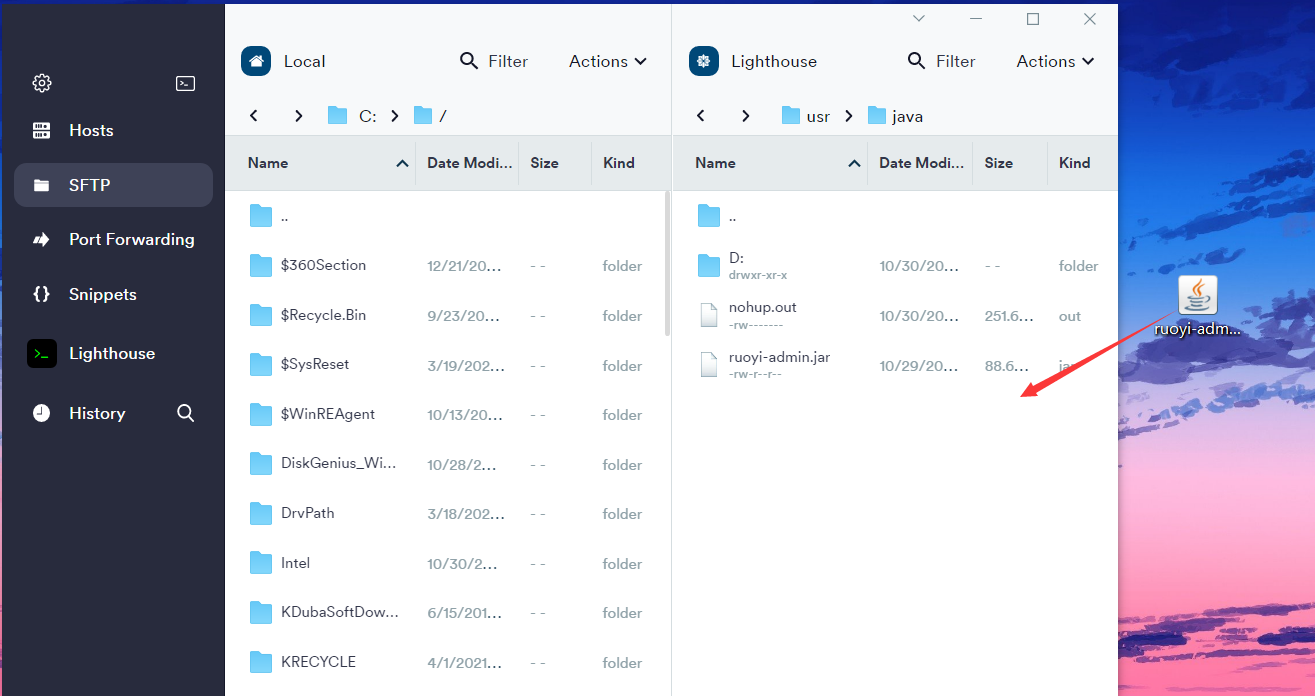 Hosts
SFTP
Port Forwarding
Snippets
Lighthouse
History
Local
Filter
Actions
C:
/
Name
Date Modi...
Size
Kind
..
$360Section 12/21/20... - - folder
$Recycle.Bin 9/23/20... - - folder
$SysReset 3/19/202... - - folder
$WinREAgent 10/13/20... - - folder
DiskGenius_Wi... 10/28/2... - - folder
DrvPath 3/18/202... - - folder
Intel 10/30/2... - - folder
KDubaSoftDow... 6/15/201... - - folder
KRECYCLE 4/1/2021... - - folder
Lighthouse
Filter
Actions
usr
java
Name
Date Modi...
Size
Kind
..
D: 10/30/20... - - folder
drwxr-xr-x
nohup.out 10/30/20... 251.6... out
-rw-------
ruoyi-admin.jar 10/29/20... 88.6...
-rw-r--r--
ruoyi-adm...